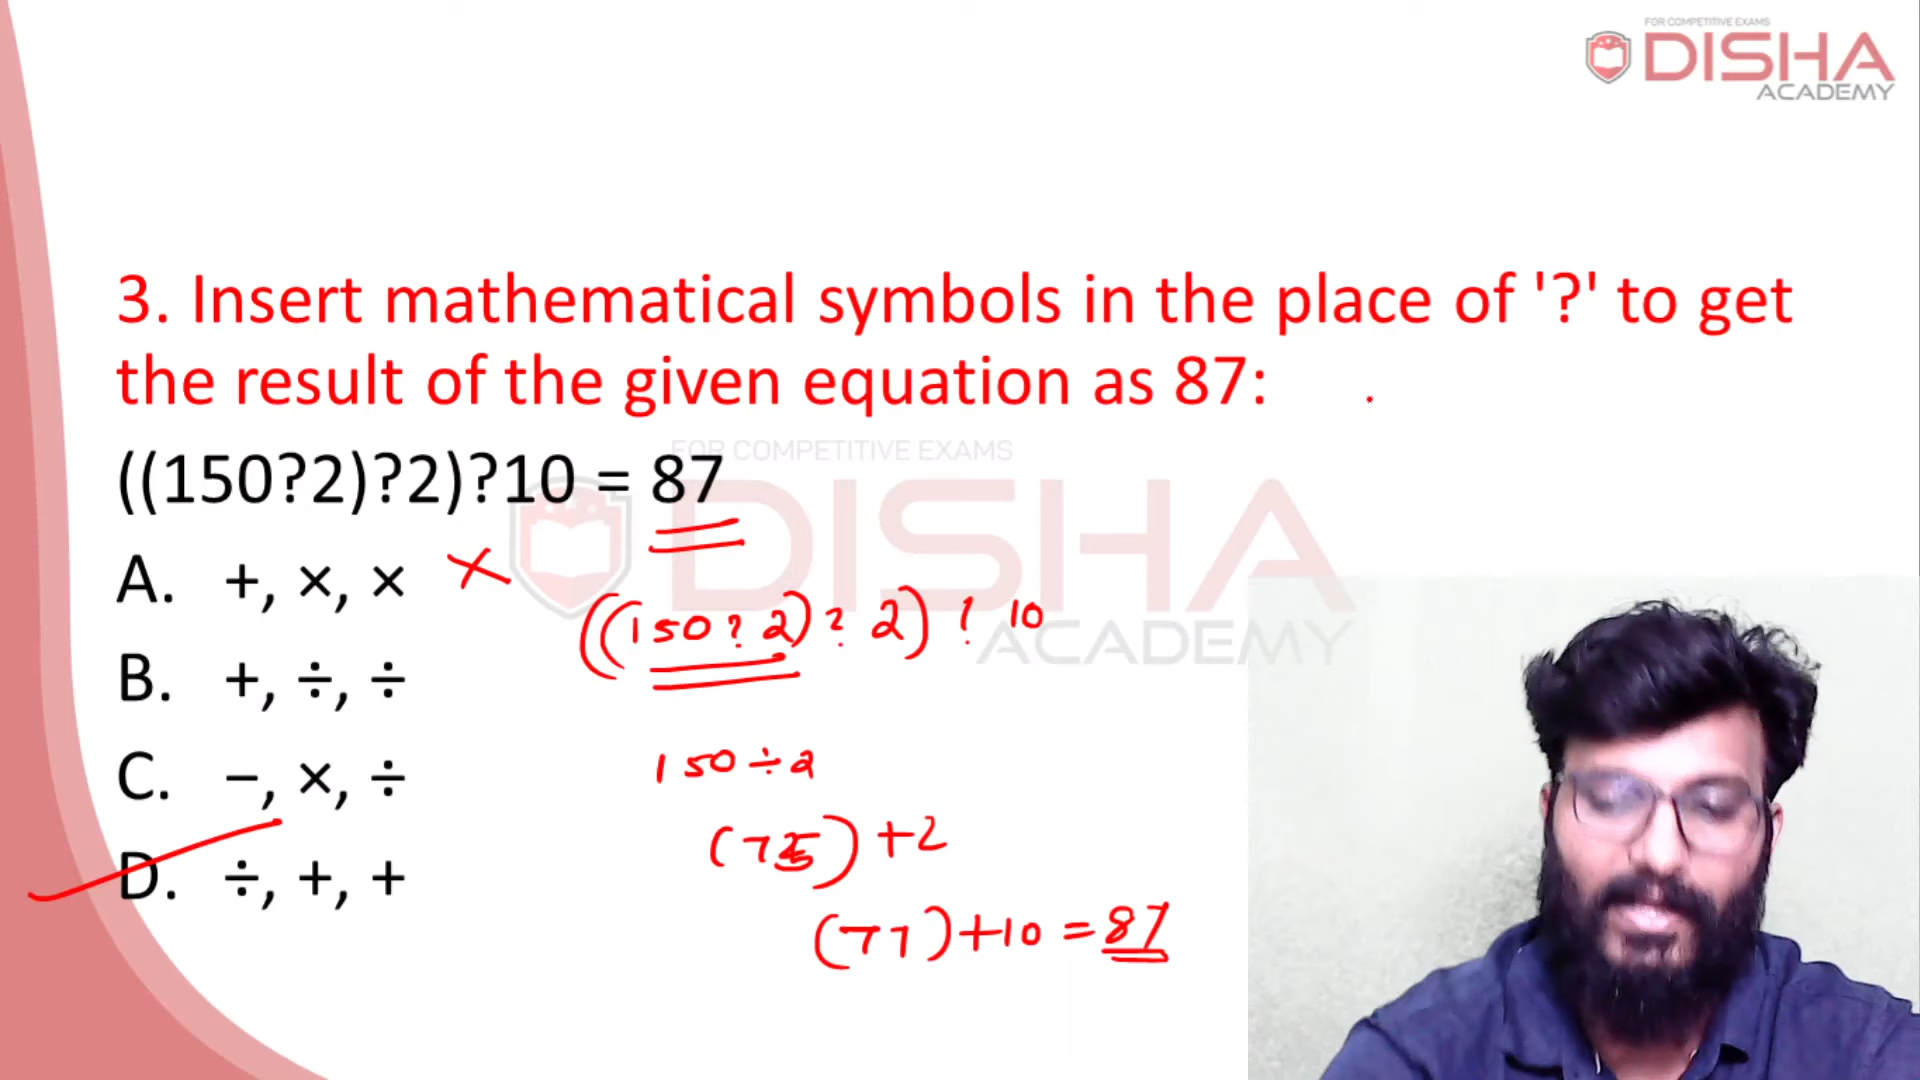 FOR COMPETITIVE EXAMS
DISHA
ACADEMY
3. Insert mathematical symbols in the place of '?' to get
the result of the given equation as 87:
FOR COMPETITIVE EXAMS
((150?2)?2)?10 = 87
DISHA
ACADEMY
A. +, ×, × ×
((150?2)?2)?10
B. +, ÷, ÷
C. −, ×, ÷
150÷2
D. ÷, +, +
(75)+2
(77)+10=87